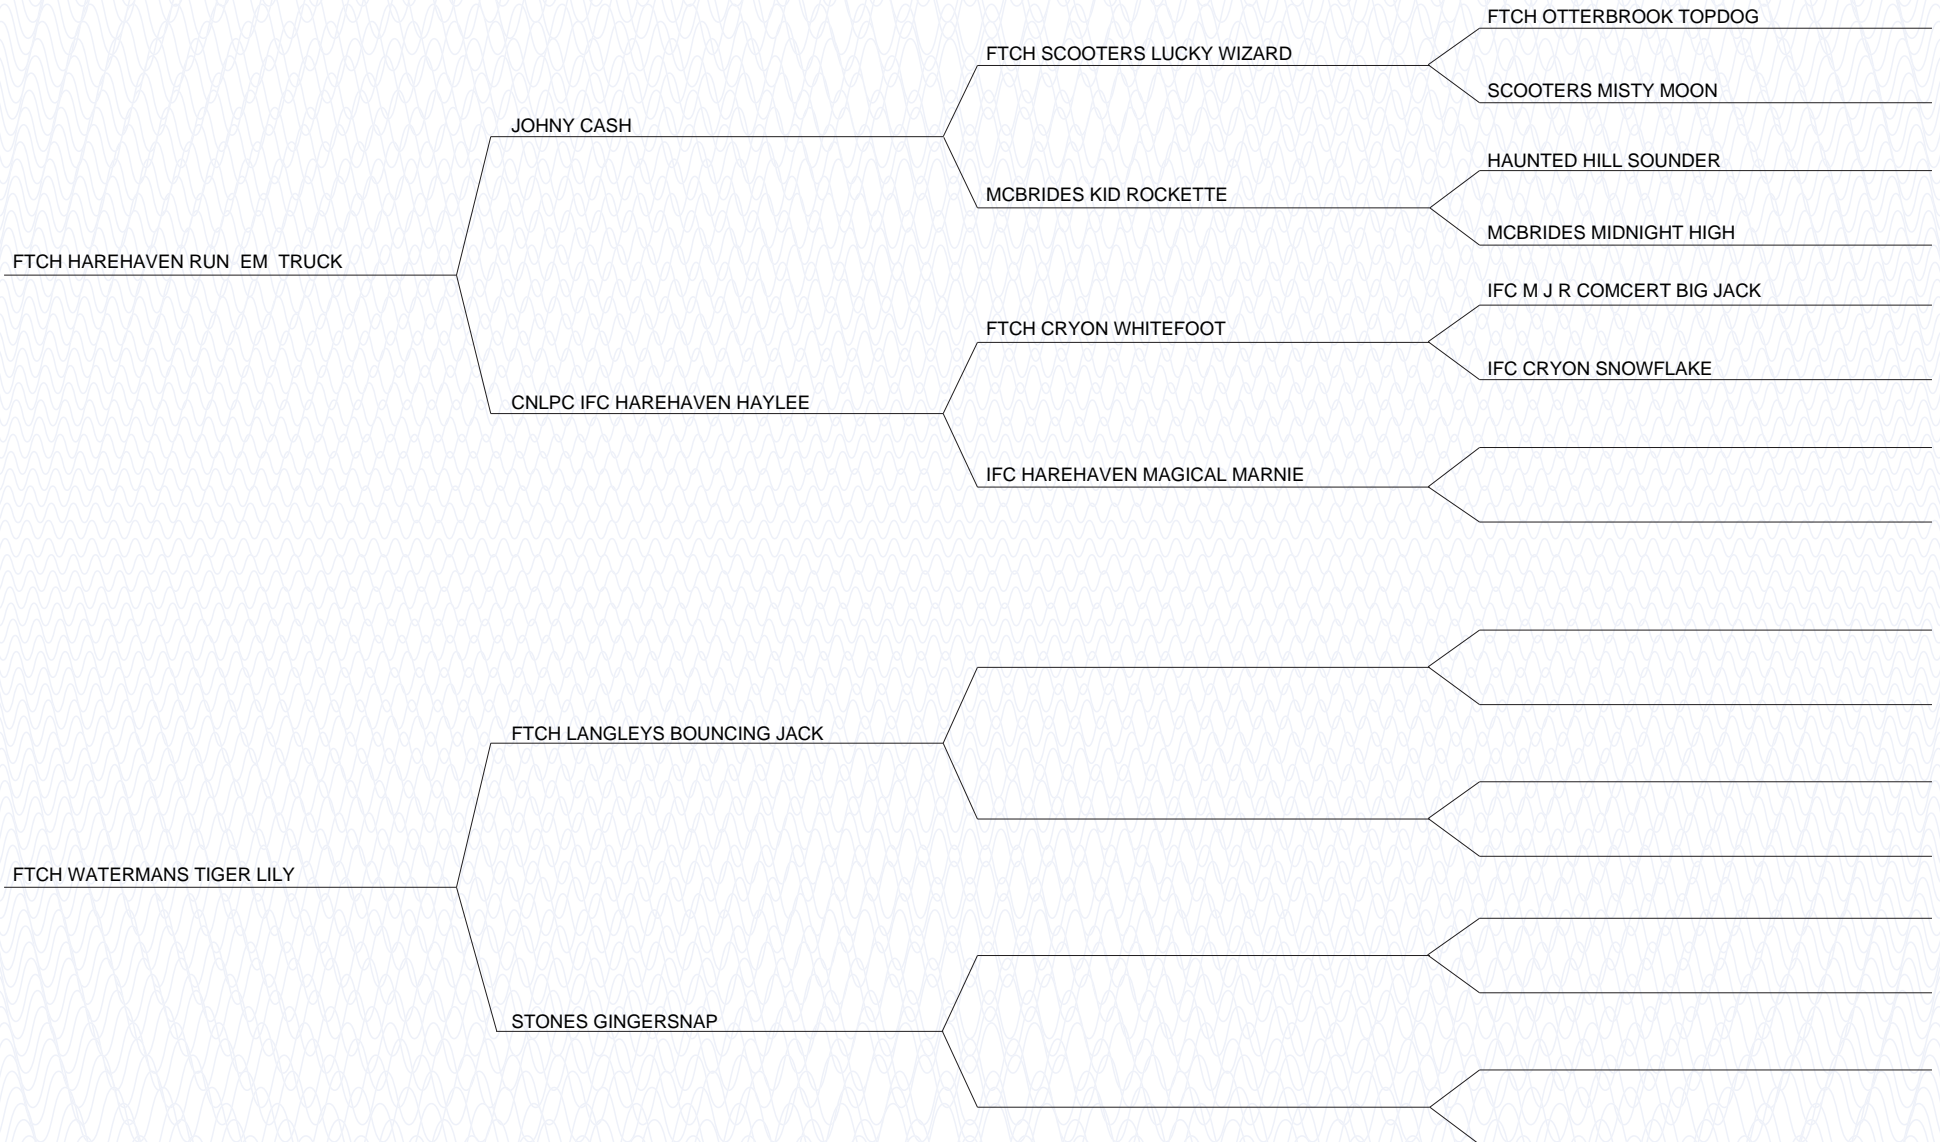 FTCH OTTERBROOK TOPDOG
FTCH SCOOTERS LUCKY WIZARD
SCOOTERS MISTY MOON
JOHNY CASH
HAUNTED HILL SOUNDER
MCBRIDES KID ROCKETTE
MCBRIDES MIDNIGHT HIGH
FTCH HAREHAVEN RUN  EM  TRUCK
IFC M J R COMCERT BIG JACK
FTCH CRYON WHITEFOOT
IFC CRYON SNOWFLAKE
CNLPC IFC HAREHAVEN HAYLEE
IFC HAREHAVEN MAGICAL MARNIE
FTCH LANGLEYS BOUNCING JACK
FTCH WATERMANS TIGER LILY
STONES GINGERSNAP